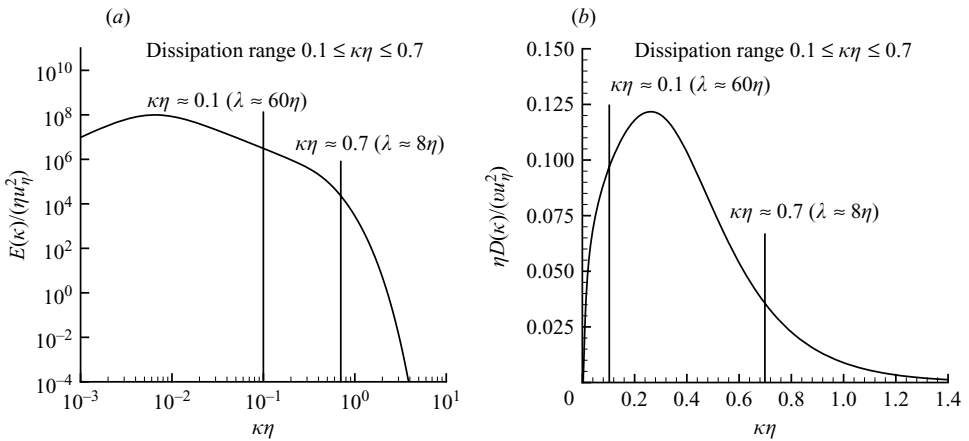 (a)
Dissipation range 0.1 ≤ κη ≤ 0.7
κη ≈ 0.1 (λ ≈ 60η)
κη ≈ 0.7 (λ ≈ 8η)
E(κ)/(ηu_η^2)
10^10
10^8
10^6
10^4
10^2
10^0
10^–2
10^–4
10^–3
10^–2
10^–1
10^0
10^1
κη
(b)
Dissipation range 0.1 ≤ κη ≤ 0.7
κη ≈ 0.1 (λ ≈ 60η)
κη ≈ 0.7 (λ ≈ 8η)
ηD(κ)/(υu_η^2)
0.150
0.125
0.100
0.075
0.050
0.025
0
0.2
0.4
0.6
0.8
1.0
1.2
1.4
κη